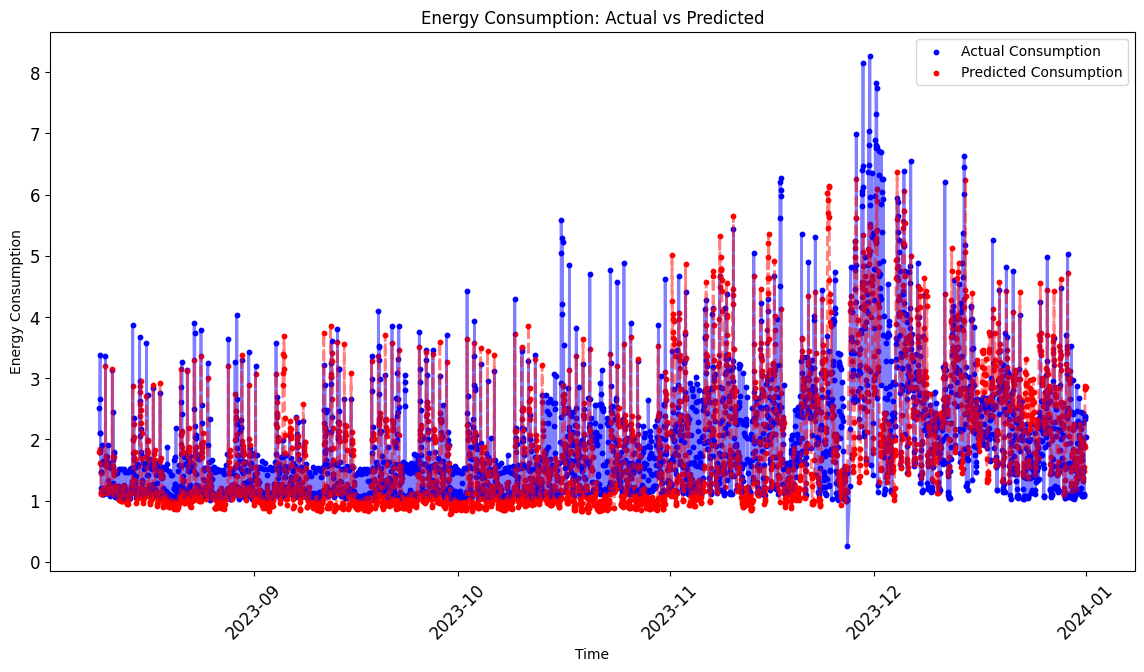 Energy Consumption: Actual vs Predicted
Actual Consumption
Predicted Consumption
Energy Consumption
8
7
6
5
4
3
2
1
0
2023-09
2023-10
2023-11
2023-12
2024-01
Time